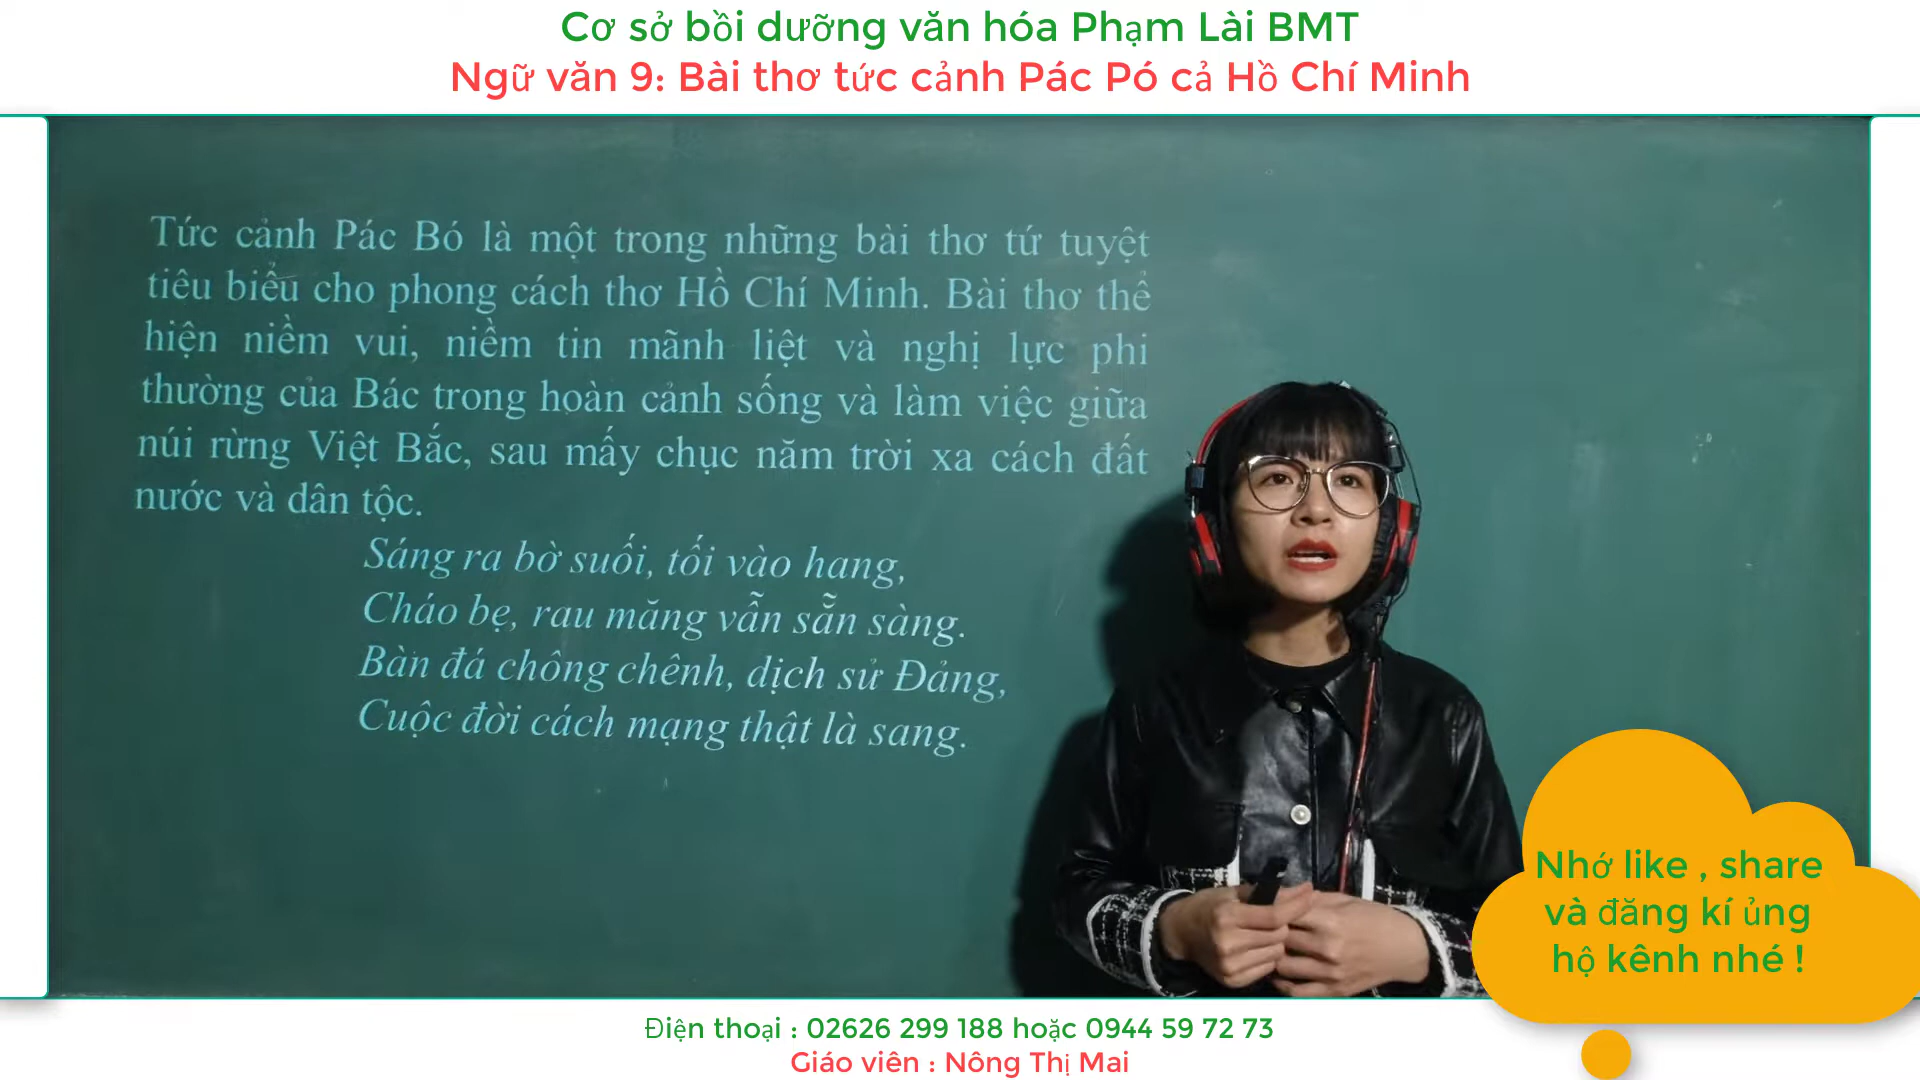 Cơ sở bồi dưỡng văn hóa Phạm Lài BMT
Ngữ văn 9: Bài thơ tức cảnh Pác Pó cả Hồ Chí Minh
Tức cảnh Pác Bó là một trong những bài thơ tứ tuyệt
tiêu biểu cho phong cách thơ Hồ Chí Minh. Bài thơ thể
hiện niềm vui, niềm tin mãnh liệt và nghị lực phi
thường của Bác trong hoàn cảnh sống và làm việc giữa
núi rừng Việt Bắc, sau mấy chục năm trời xa cách đất
nước và dân tộc.
Sáng ra bờ suối, tối vào hang,
Cháo bẹ, rau măng vẫn sẵn sàng.
Bàn đá chông chênh, dịch sử Đảng,
Cuộc đời cách mạng thật là sang.
Nhớ like , share
và đăng kí ủng
hộ kênh nhé !
Điện thoại : 02626 299 188 hoặc 0944 59 72 73
Giáo viên : Nông Thị Mai